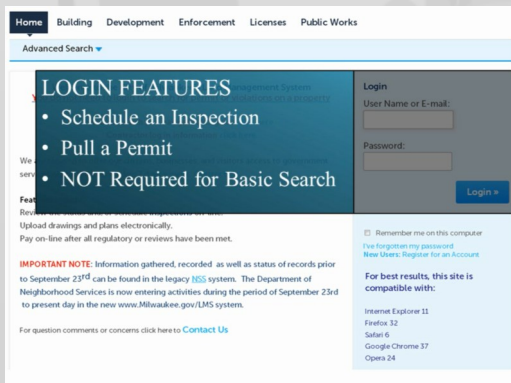 Home Building Development Enforcement Licenses Public Works
Advanced Search
anagement System
LOGIN FEATURES
• Schedule an Inspection
• Pull a Permit
• NOT Required for Basic Search
We a
serv
Feat
Upload drawings and plans electronically.
Pay on-line after all regulatory or reviews have been met.
IMPORTANT NOTE: Information gathered, recorded as well as status of records prior
to September 23rd can be found in the legacy NSS system. The Department of
Neighborhood Services is now entering activities during the period of September 23rd
to present day in the new www.Milwaukee.gov/LMS system.
For question comments or concerns click here to Contact Us
Login
User Name or E-mail:
Password:
Login »
Remember me on this computer
I've forgotten my password
New Users: Register for an Account
For best results, this site is
compatible with:
Internet Explorer 11
Firefox 32
Safari 6
Google Chrome 37
Opera 24